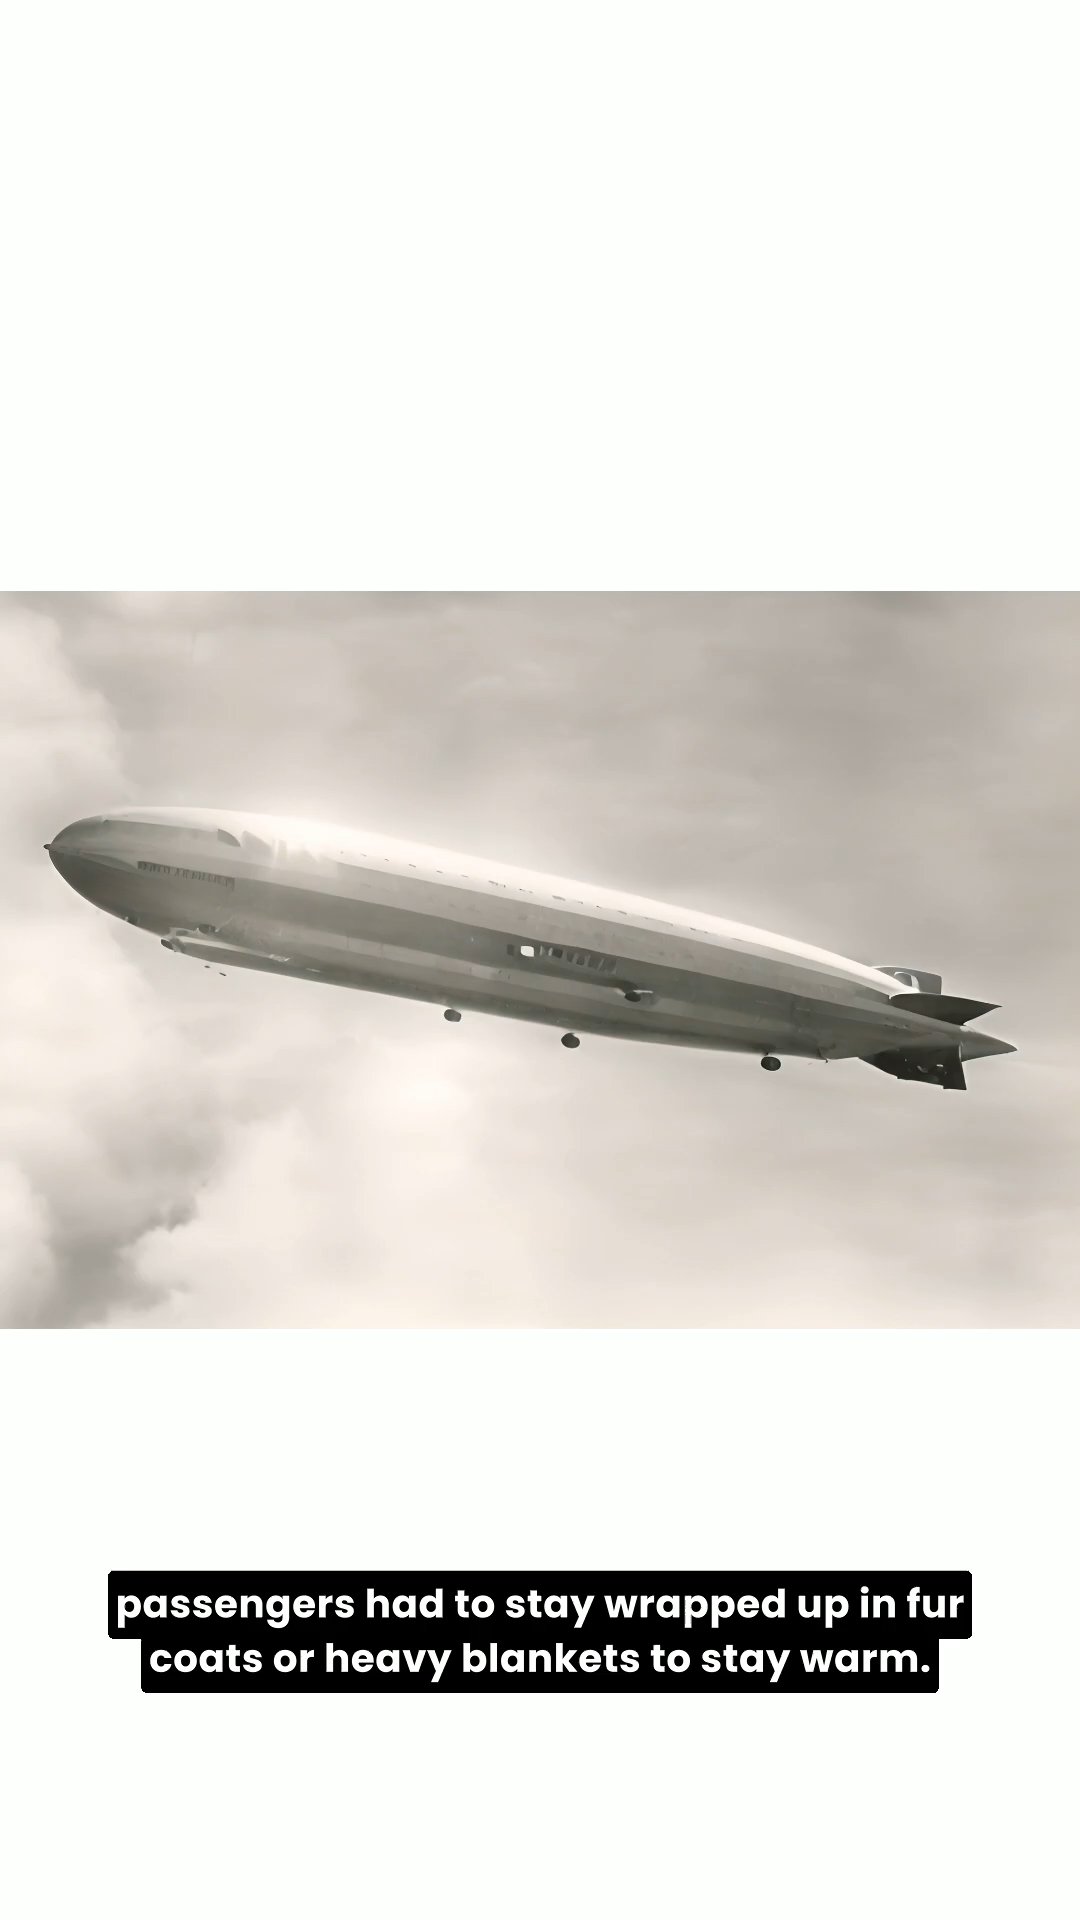 passengers had to stay wrapped up in fur
coats or heavy blankets to stay warm.